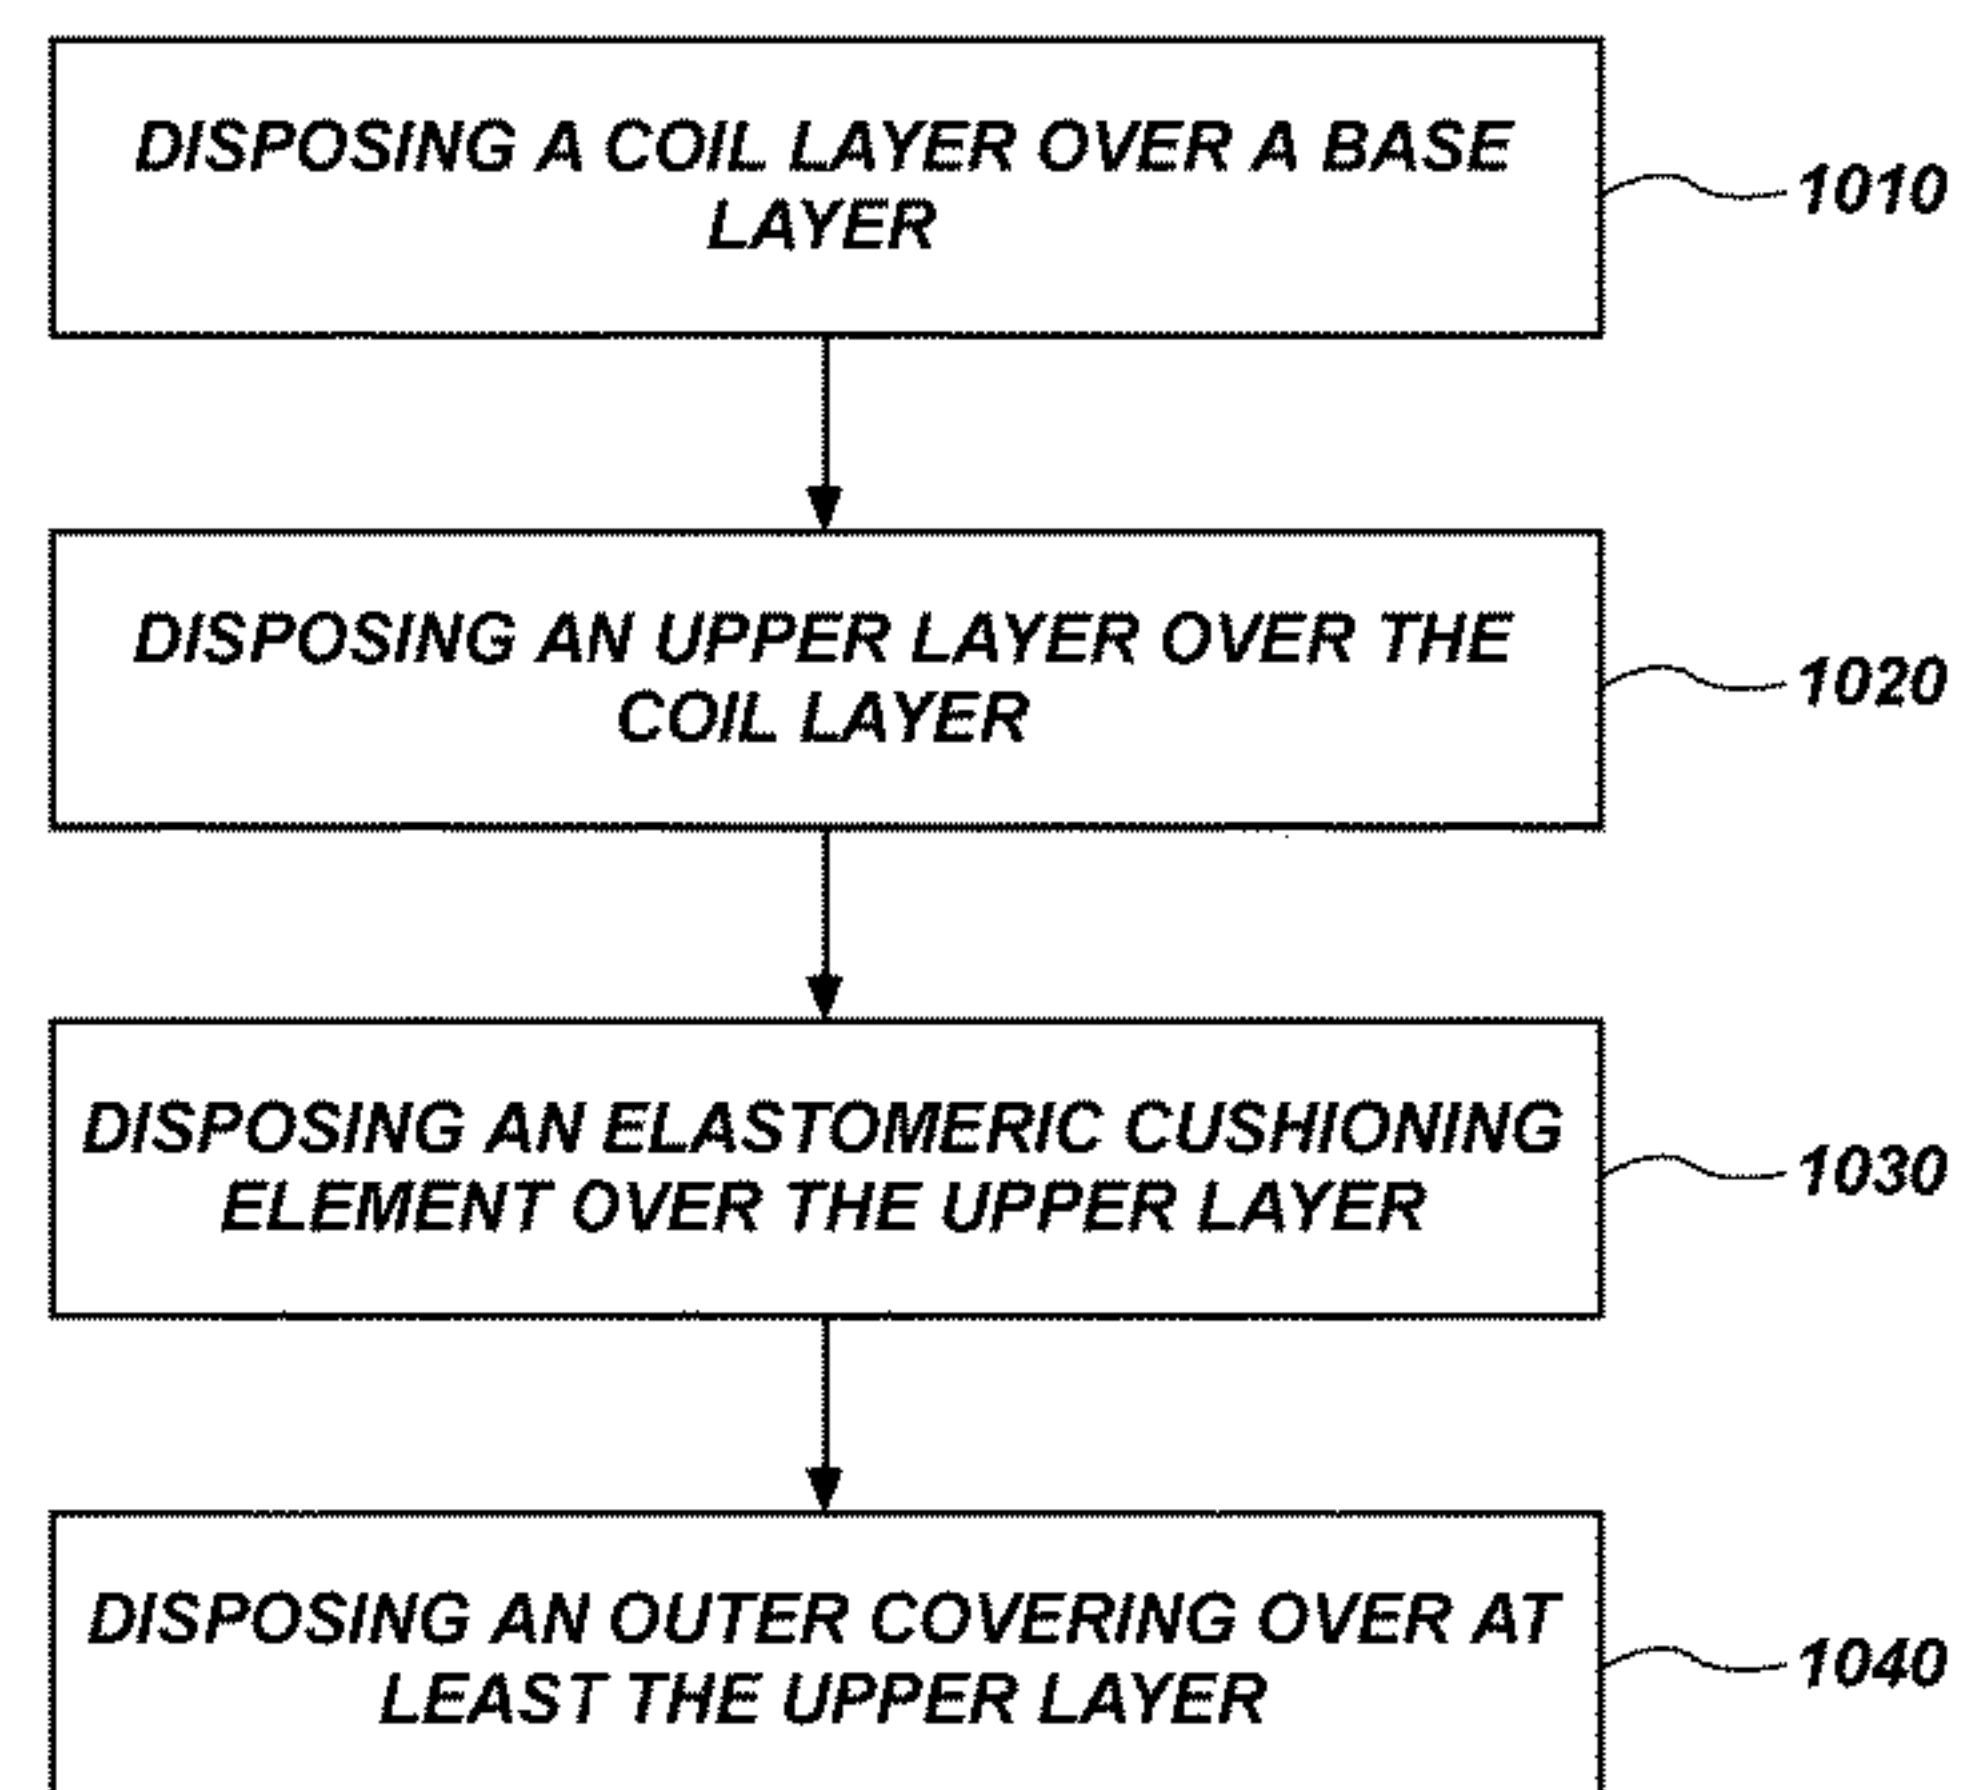 DISPOSING A COIL LAYER OVER A BASE
LAYER
1010
DISPOSING AN UPPER LAYER OVER THE
COIL LAYER
1020
DISPOSING AN ELASTOMERIC CUSHIONING
ELEMENT OVER THE UPPER LAYER
1030
DISPOSING AN OUTER COVERING OVER AT
LEAST THE UPPER LAYER
1040